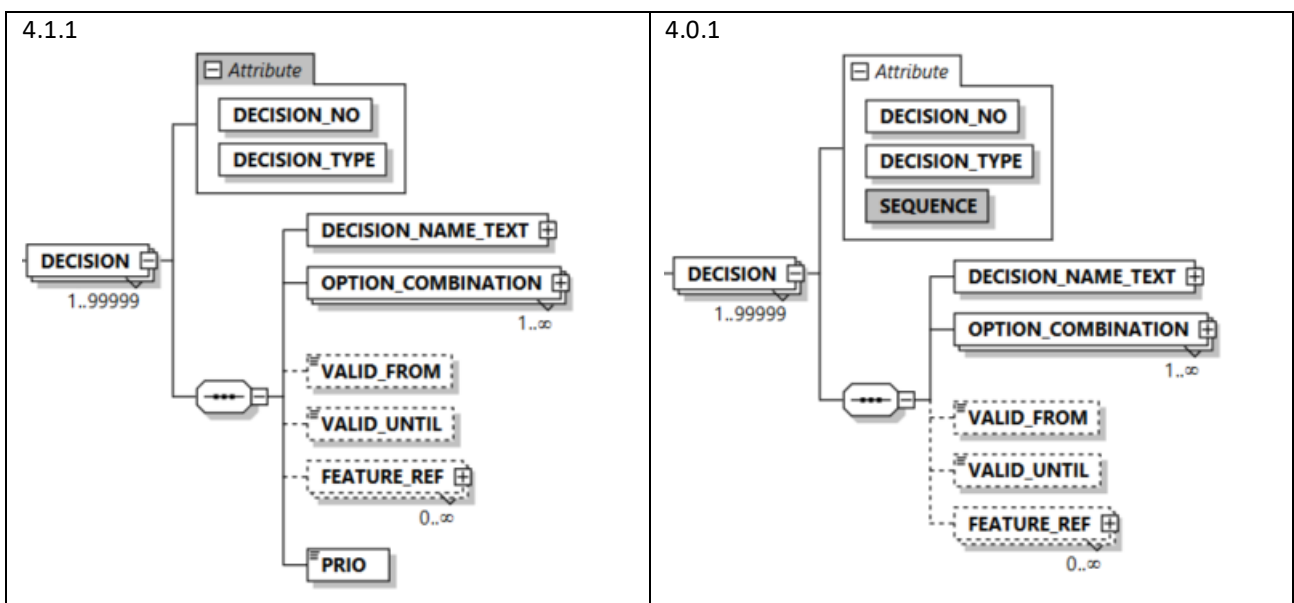 4.1.1
Attribute
DECISION_NO
DECISION_TYPE
DECISION_NAME_TEXT
DECISION
1..99999
OPTION_COMBINATION
1..∞
VALID_FROM
VALID_UNTIL
FEATURE_REF
0..∞
PRIO
4.0.1
Attribute
DECISION_NO
DECISION_TYPE
SEQUENCE
DECISION
1..99999
DECISION_NAME_TEXT
OPTION_COMBINATION
1..∞
VALID_FROM
VALID_UNTIL
FEATURE_REF
0..∞